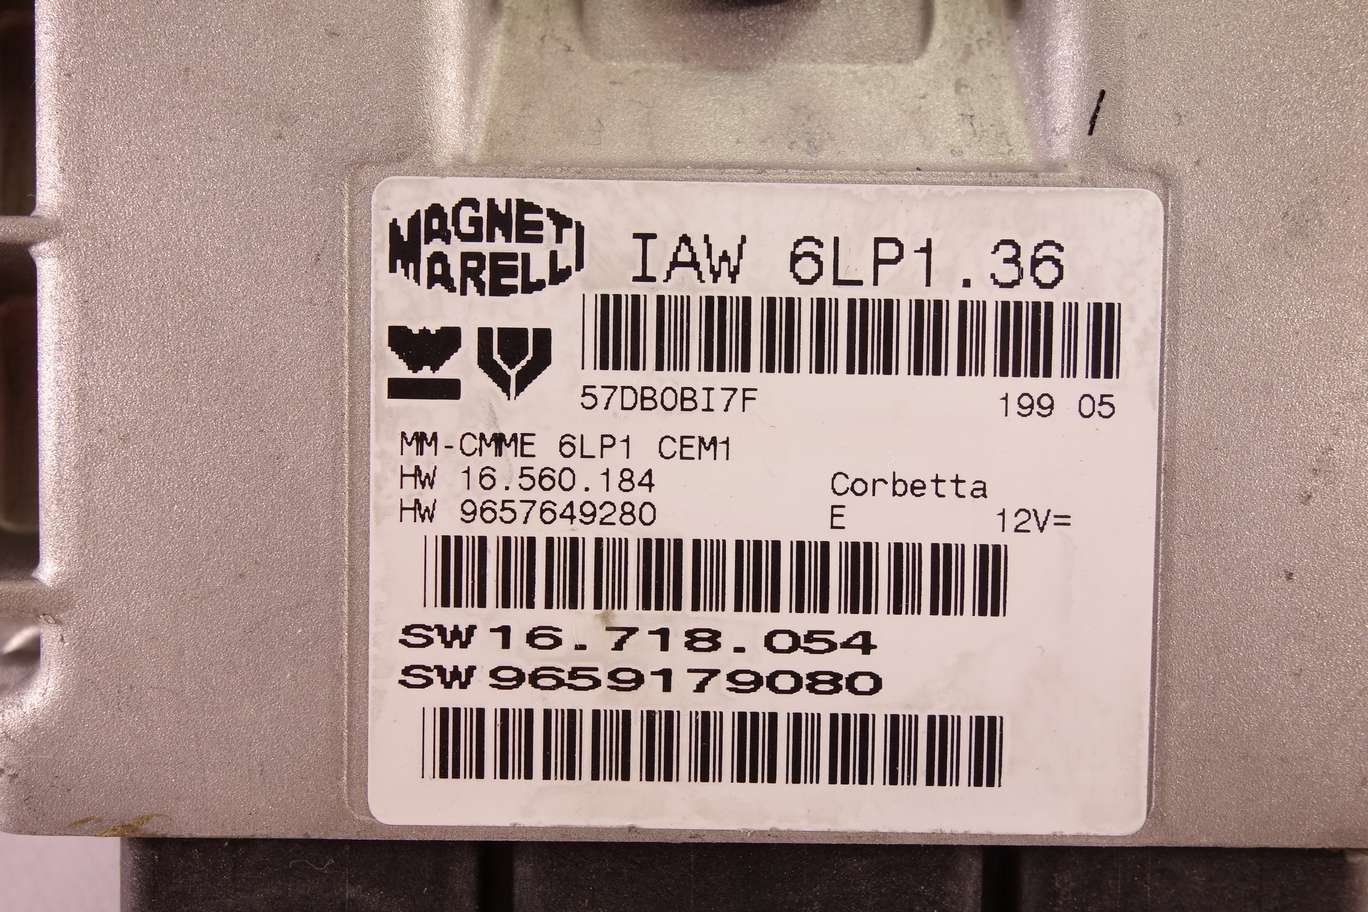 MAGNETI
MARELLI
IAW 6LP1.36
57DB0BI7F 199 05
MM-CMME 6LP1 CEM1
HW 16.560.184
HW 9657649280
Corbetta
E 12V=
SW16.718.054
SW9659179080